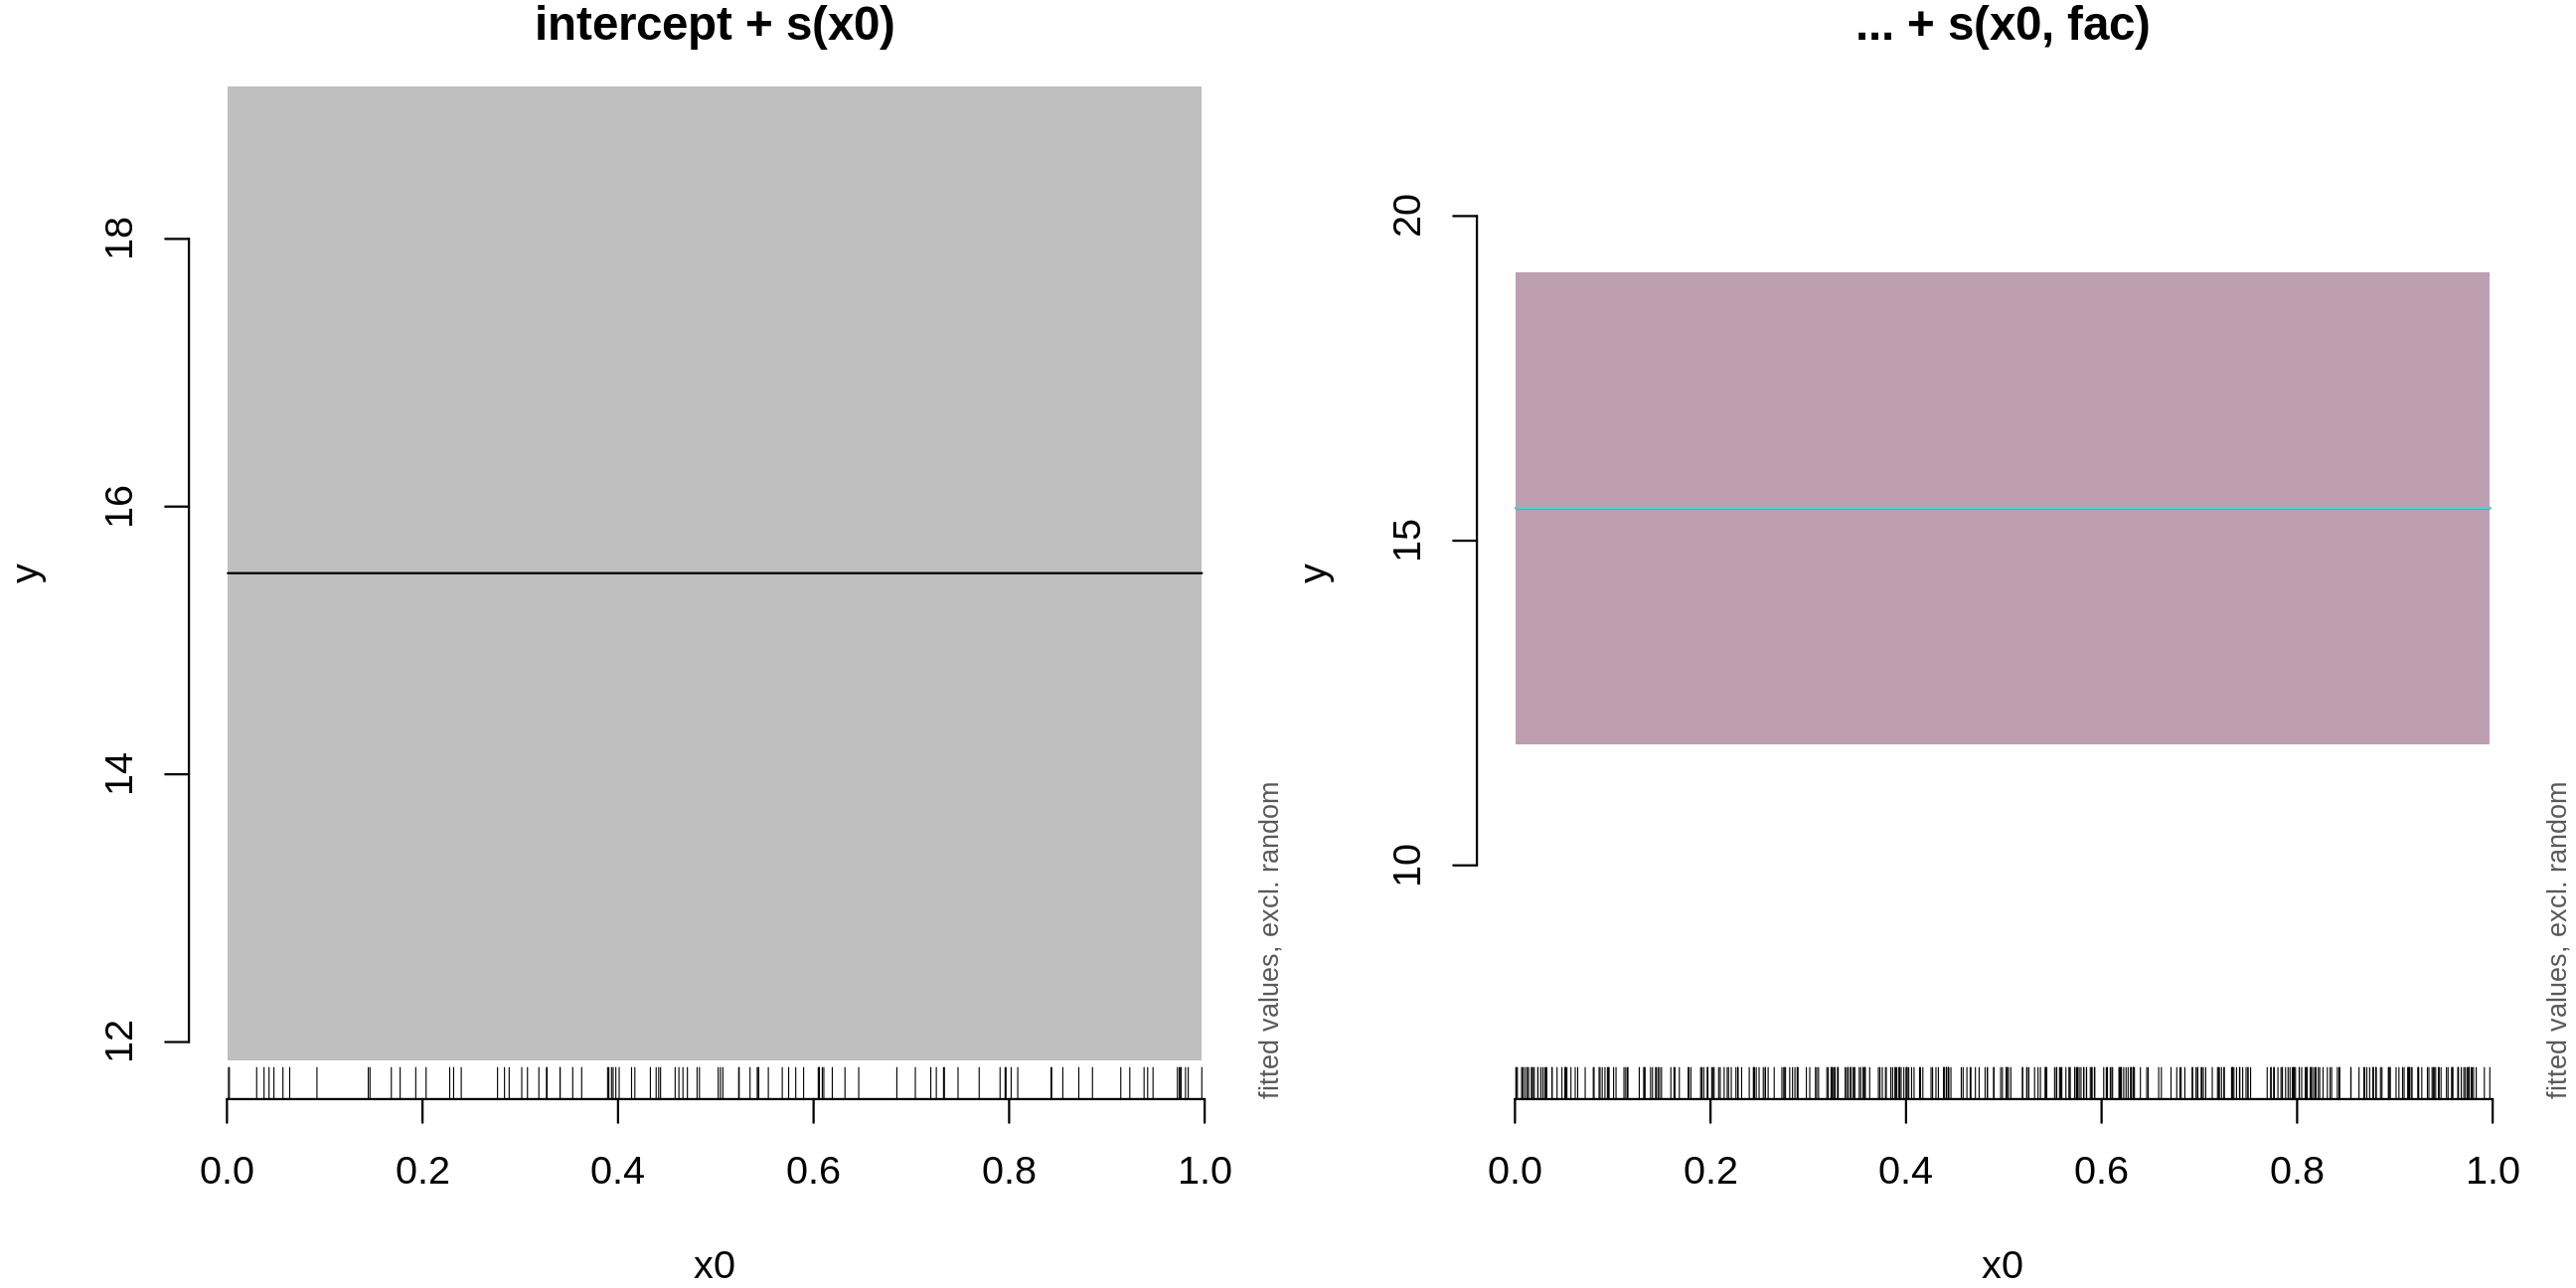 intercept + s(x0)
y
18
16
14
12
0.0 0.2 0.4 0.6 0.8 1.0
x0
fitted values, excl. random
... + s(x0, fac)
y
20
15
10
0.0 0.2 0.4 0.6 0.8 1.0
x0
fitted values, excl. random